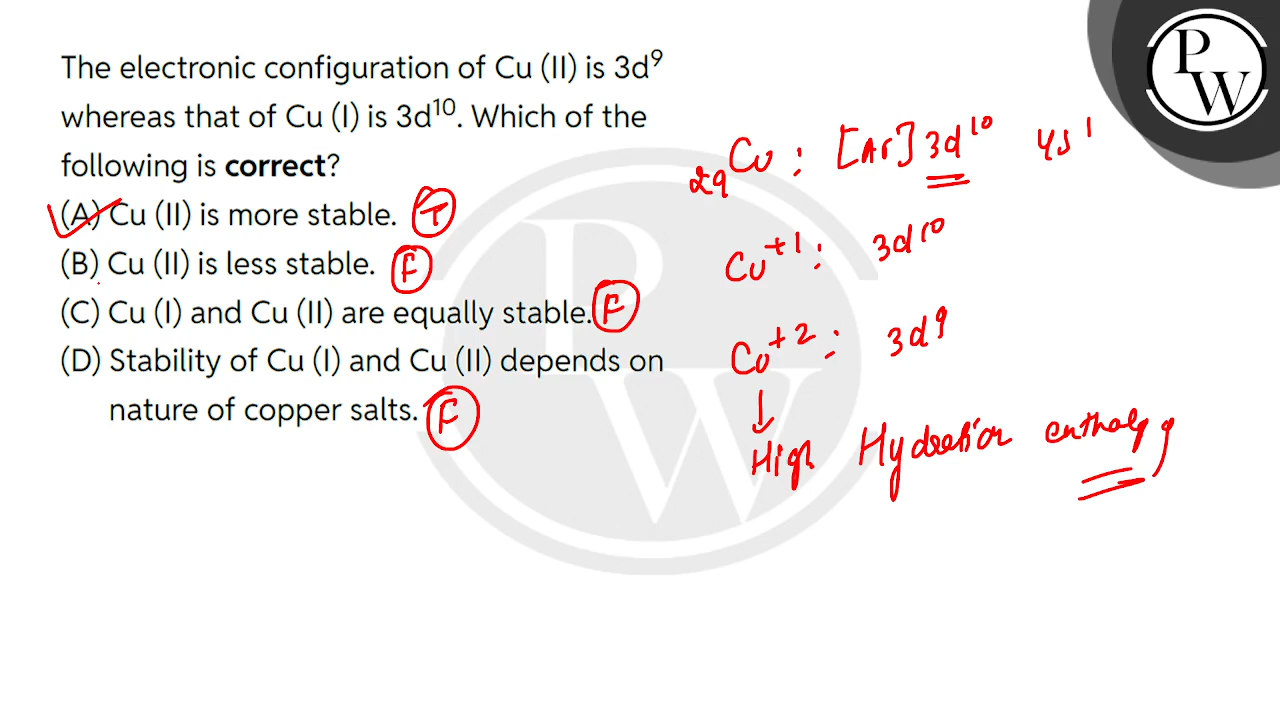 The electronic configuration of Cu (II) is 3d⁹
whereas that of Cu (I) is 3d¹⁰. Which of the
following is correct?
(A) Cu (II) is more stable. T
(B) Cu (II) is less stable. F
(C) Cu (I) and Cu (II) are equally stable. F
(D) Stability of Cu (I) and Cu (II) depends on
nature of copper salts. F
₂₉Cu : [Ar] 3d¹⁰ 4s¹
Cu⁺¹ : 3d¹⁰
Cu⁺² : 3d⁹
↓
High Hydration enthalpy
P
W
P
W